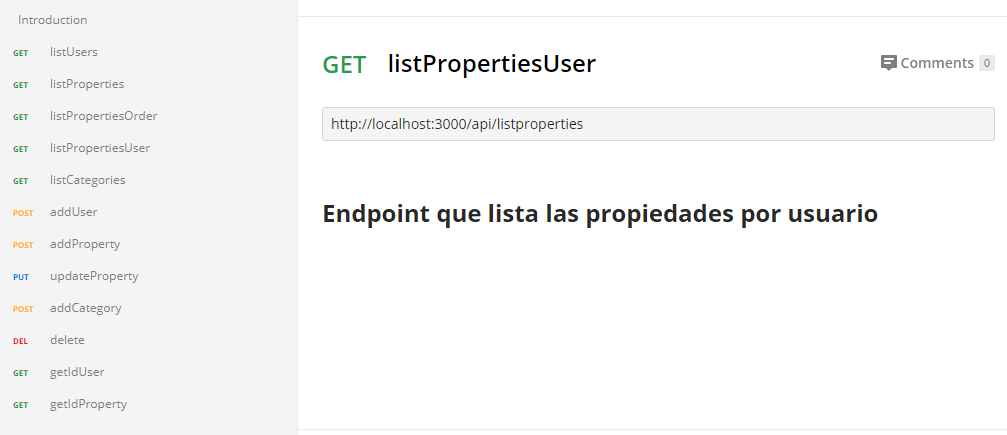 Introduction
GET listUsers
GET listProperties
GET listPropertiesOrder
GET listPropertiesUser
GET listCategories
POST addUser
POST addProperty
PUT updateProperty
POST addCategory
DEL delete
GET getIdUser
GET getIdProperty
GET listPropertiesUser
Comments 0
http://localhost:3000/api/listproperties
Endpoint que lista las propiedades por usuario